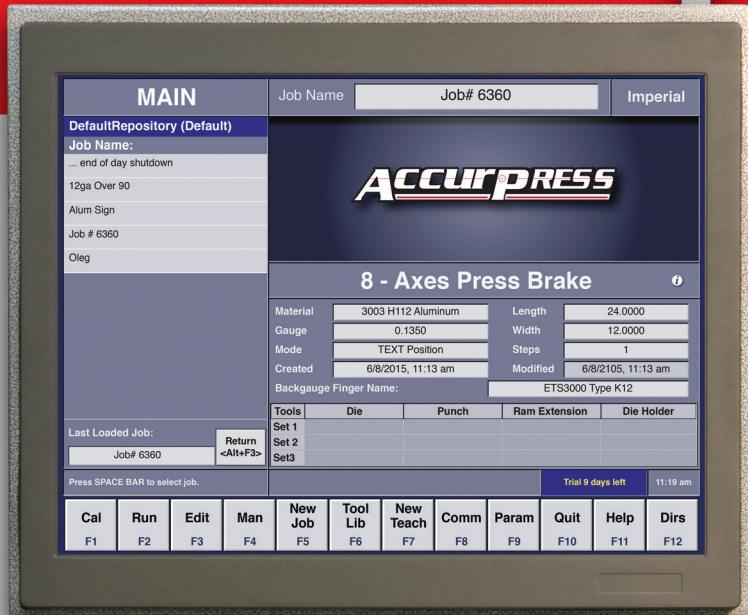 MAIN
Job Name
Job# 6360
Imperial
DefaultRepository (Default)
Job Name:
... end of day shutdown
12ga Over 90
Alum Sign
Job # 6360
Oleg
Last Loaded Job:
Job# 6360
Return
<Alt+F3>
Press SPACE BAR to select job.
ACCURPRESS
8 - Axes Press Brake
i
Material 3003 H112 Aluminum Length 24.0000
Gauge 0.1350 Width 12.0000
Mode TEXT Position Steps 1
Created 6/8/2015, 11:13 am Modified 6/8/2105, 11:13 am
Backgauge Finger Name: ETS3000 Type K12
Tools Die Punch Ram Extension Die Holder
Set 1
Set 2
Set3
Trial 9 days left 11:19 am
Cal Run Edit Man New Job Tool Lib New Teach Comm Param Quit Help Dirs
F1 F2 F3 F4 F5 F6 F7 F8 F9 F10 F11 F12